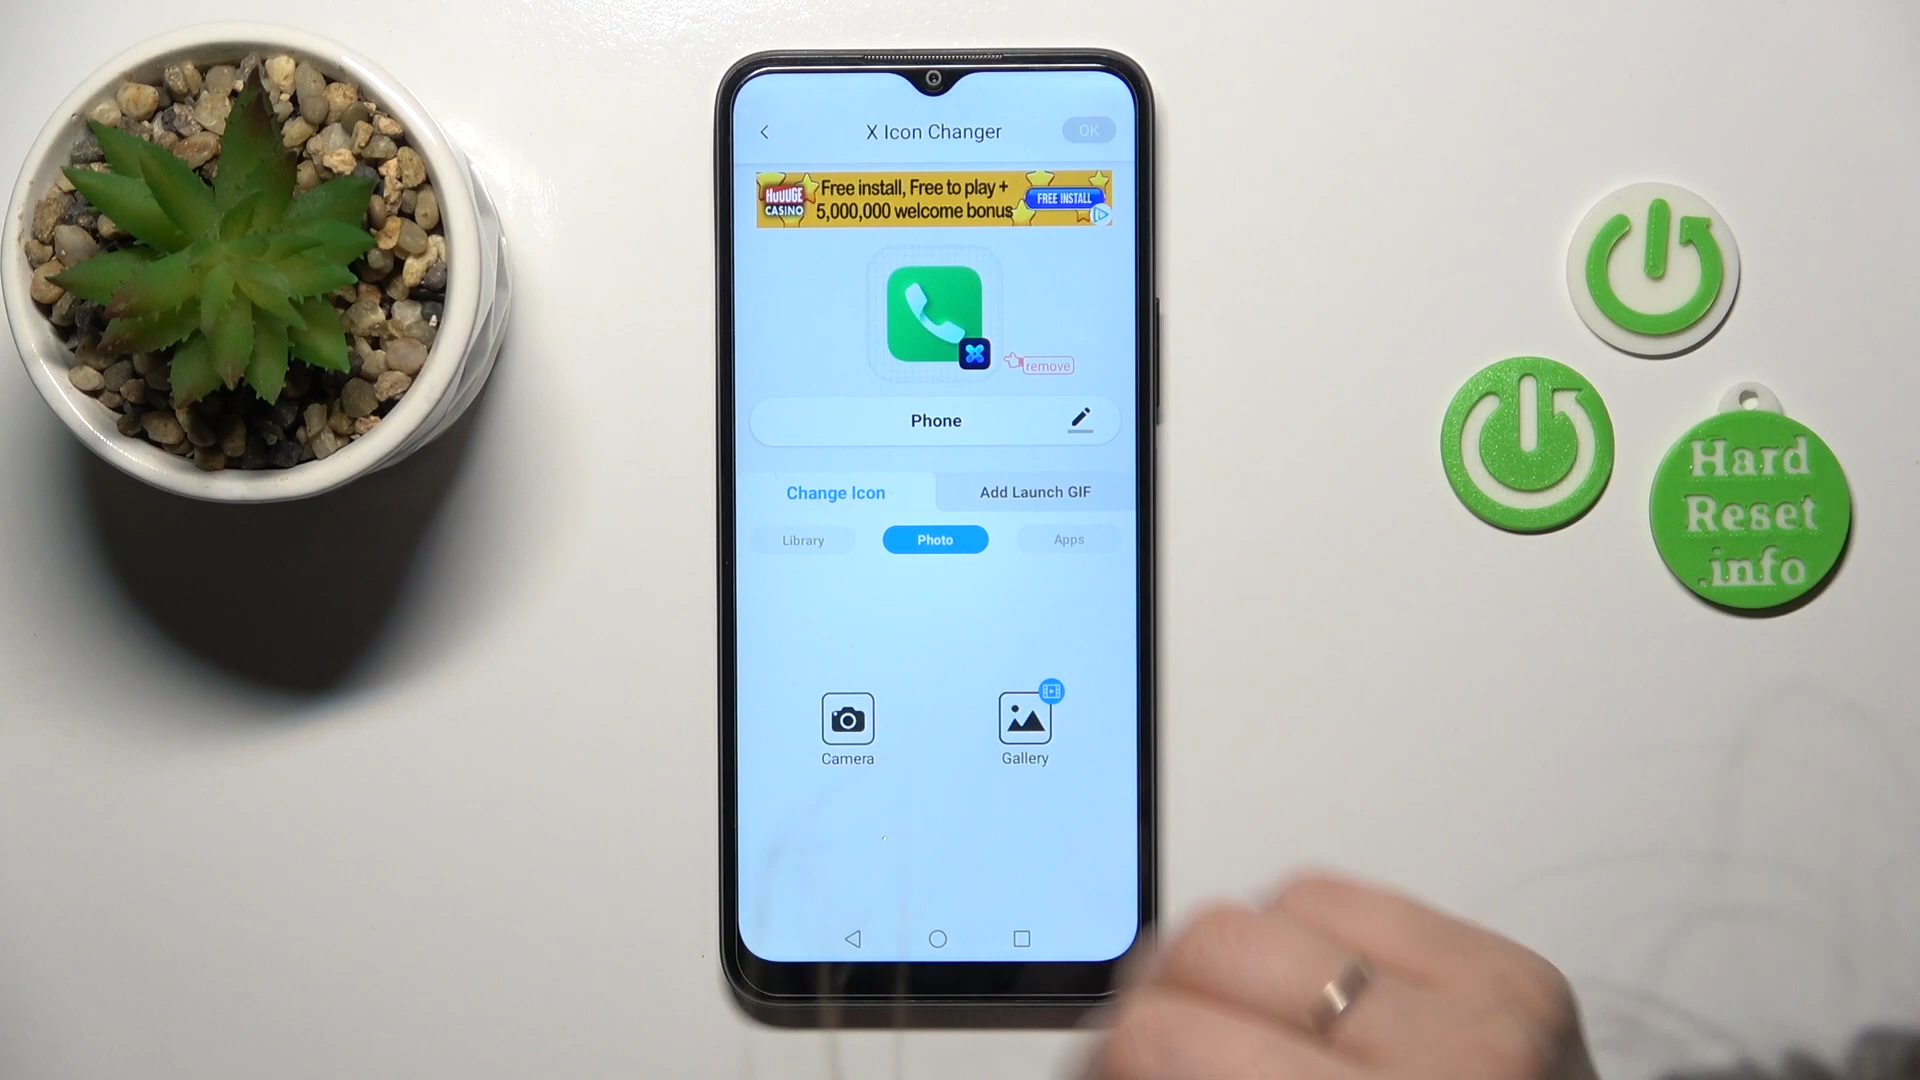 X Icon Changer
OK
HUUUGE
CASINO
Free install, Free to play +
5,000,000 welcome bonus
FREE INSTALL
remove
Phone
Change Icon
Add Launch GIF
Library
Photo
Apps
Camera
Gallery
Hard
Reset
.info